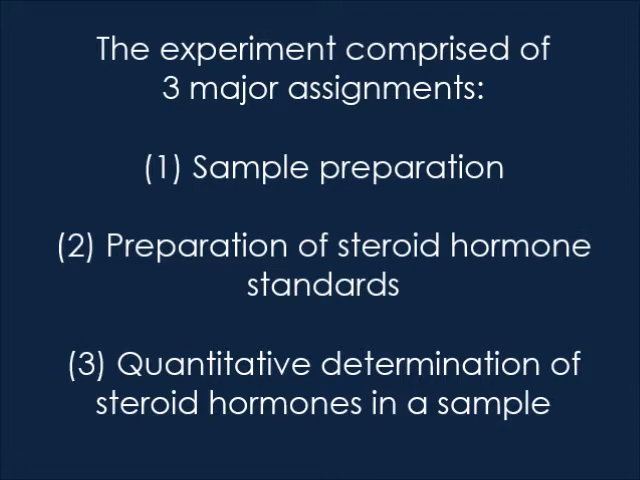 The experiment comprised of
3 major assignments:
(1) Sample preparation
(2) Preparation of steroid hormone
standards
(3) Quantitative determination of
steroid hormones in a sample